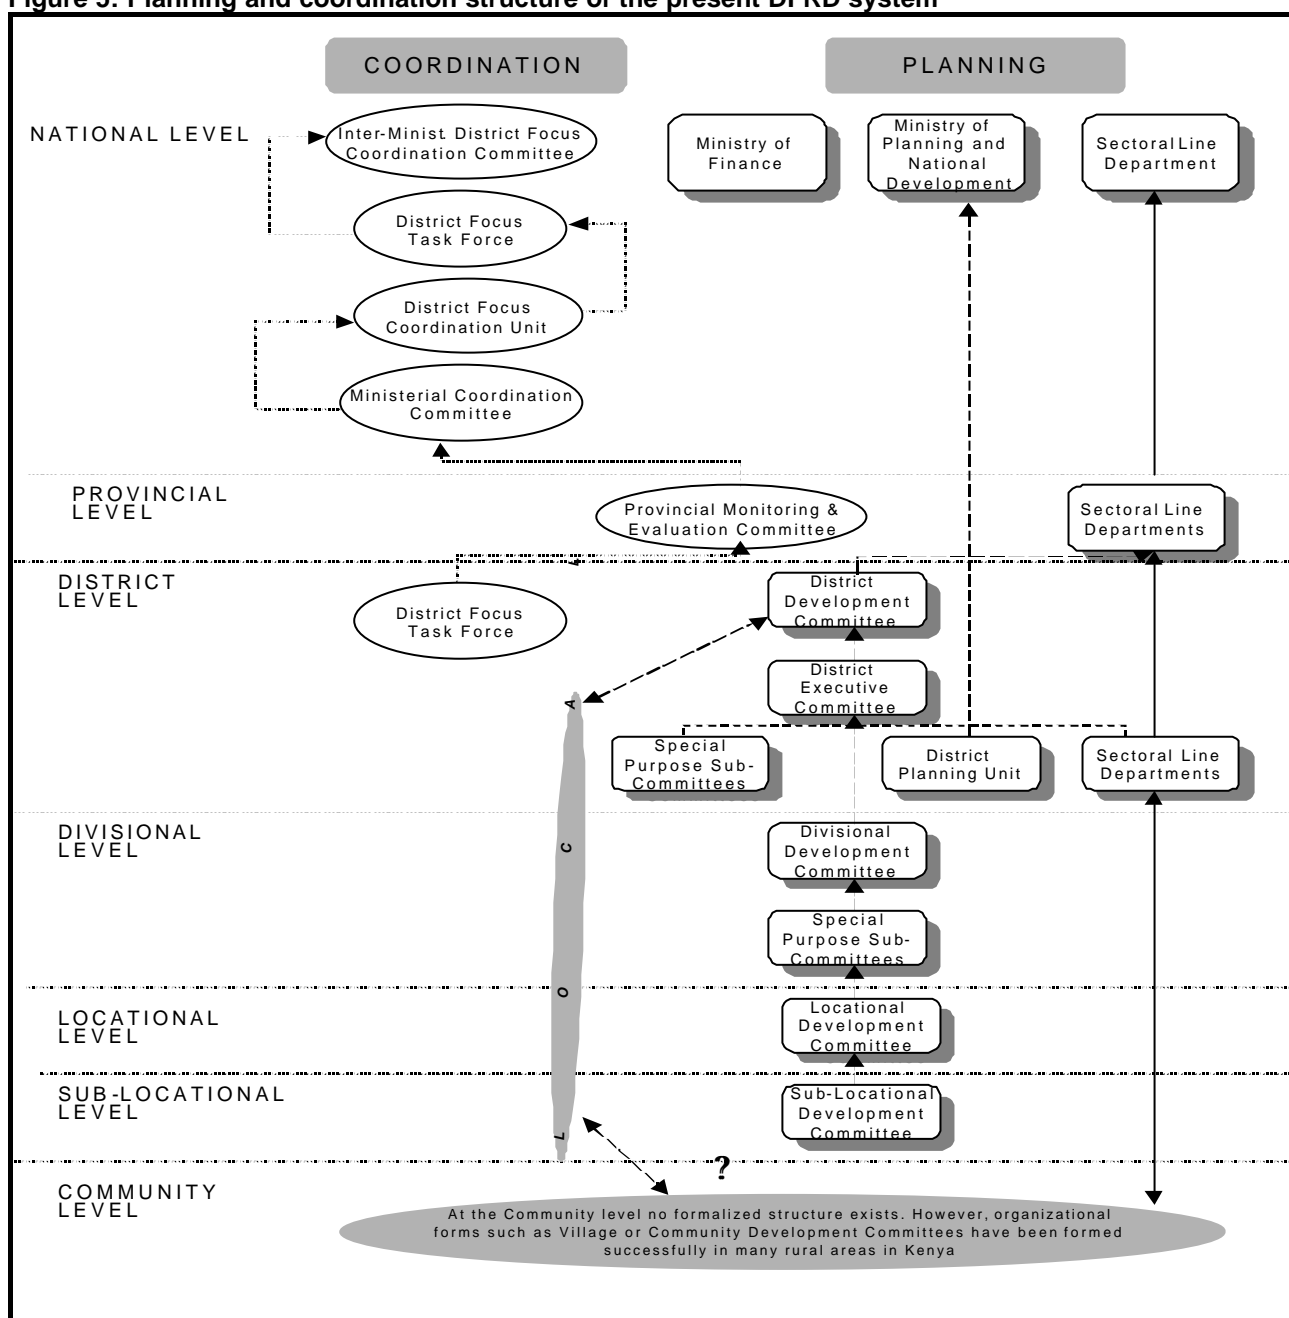 Figure 5: Planning and coordination structure of the present DFRD system
COORDINATION
PLANNING
NATIONAL LEVEL
Inter-Minist. District Focus
Coordination Committee
Ministry of
Finance
Ministry of
Planning and
National
Development
Sectoral Line
Department
District Focus
Task Force
District Focus
Coordination Unit
Ministerial Coordination
Committee
PROVINCIAL
LEVEL
Provincial Monitoring &
Evaluation Committee
Sectoral Line
Departments
DISTRICT
LEVEL
District Focus
Task Force
District
Development
Committee
District
Executive
Committee
Special
Purpose Sub-
Committees
District
Planning Unit
Sectoral Line
Departments
L O C A L
DIVISIONAL
LEVEL
Divisional
Development
Committee
Special
Purpose Sub-
Committees
LOCATIONAL
LEVEL
Locational
Development
Committee
SUB-LOCATIONAL
LEVEL
Sub-Locational
Development
Committee
?
COMMUNITY
LEVEL
At the Community level no formalized structure exists. However, organizational
forms such as Village or Community Development Committees have been formed
successfully in many rural areas in Kenya